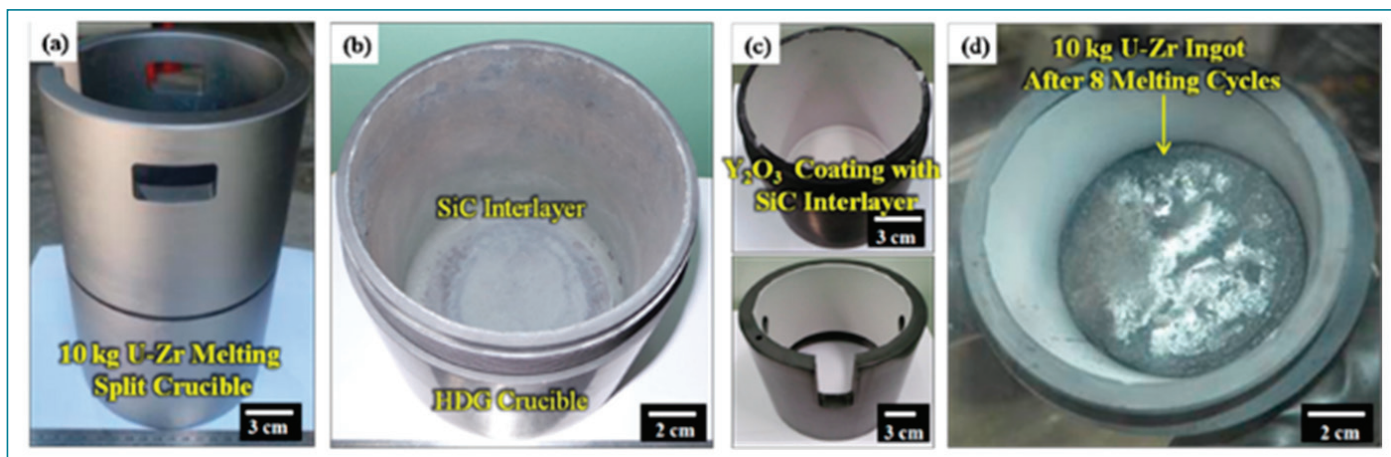 (a)
10 kg U-Zr Melting
Split Crucible
3 cm
(b)
SiC Interlayer
HDG Crucible
2 cm
(c)
Y₂O₃ Coating with
SiC Interlayer
3 cm
3 cm
(d)
10 kg U-Zr Ingot
After 8 Melting Cycles
2 cm